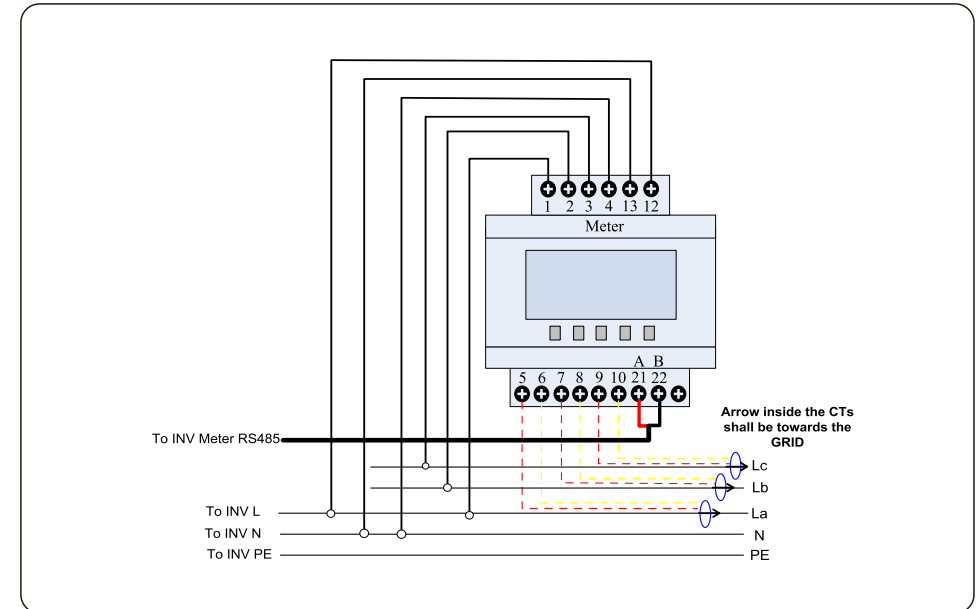 1 2 3 4 13 12
Meter
A B
5 6 7 8 9 10 21 22
Arrow inside the CTs
shall be towards the
GRID
To INV Meter RS485
Lc
Lb
To INV L
La
To INV N
N
To INV PE
PE